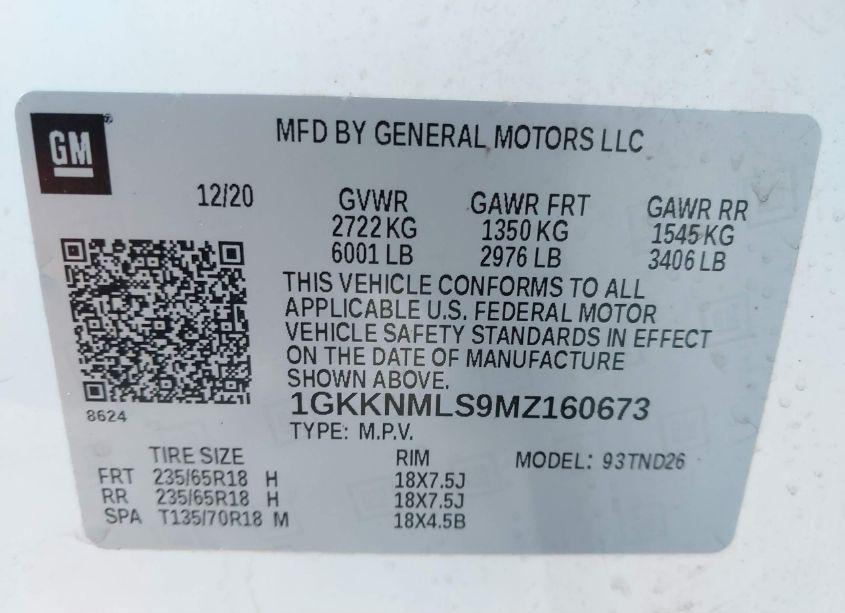 GM
MFD BY GENERAL MOTORS LLC
12/20 GVWR GAWR FRT GAWR RR
2722 KG 1350 KG 1545 KG
6001 LB 2976 LB 3406 LB
THIS VEHICLE CONFORMS TO ALL
APPLICABLE U.S. FEDERAL MOTOR
VEHICLE SAFETY STANDARDS IN EFFECT
ON THE DATE OF MANUFACTURE
SHOWN ABOVE.
8624
1GKKNMLS9MZ160673
TYPE: M.P.V.
TIRE SIZE RIM MODEL: 93TND26
FRT 235/65R18 H 18X7.5J
RR 235/65R18 H 18X7.5J
SPA T135/70R18 M 18X4.5B